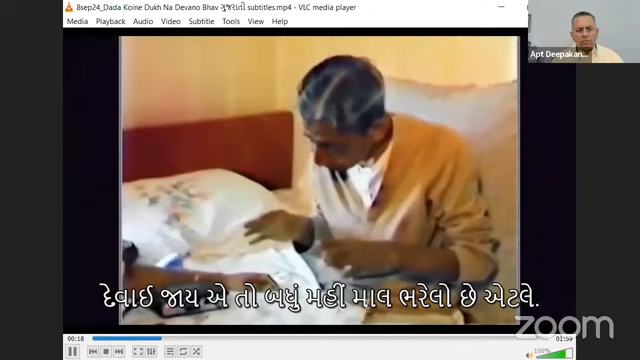 8sep24_Dada Koine Dukh Na Devano Bhav ગુજરાતી subtitles.mp4 - VLC media player
Media Playback Audio Video Subtitle Tools View Help
Apt Deepakan...
દેવાઈ જાય એ તો બધું મહીં માલ ભરેલો છે એટલે.
zoom
00:18
01:59
100%